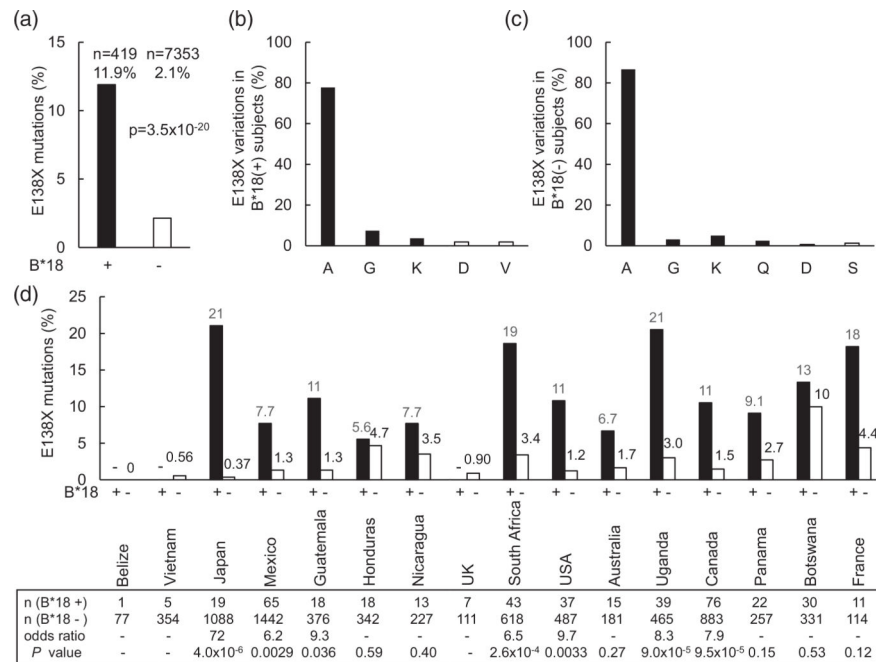 (a)
15
10
5
0
E138X mutations (%)
n=419 n=7353
11.9% 2.1%
p=3.5x10⁻²⁰
B*18 + -
(b)
100
80
60
40
20
0
E138X variations in
B*18(+) subjects (%)
A G K D V
(c)
100
80
60
40
20
0
E138X variations in
B*18(-) subjects (%)
A G K Q D S
(d)
25
20
15
10
5
0
E138X mutations (%)
- 0 - 0.56 21 0.37 7.7 1.3 11 1.3 5.6 4.7 7.7 3.5 - 0.90 19 3.4 11 1.2 6.7 1.7 21 3.0 11 1.5 9.1 2.7 13 10 18 4.4
B*18 + - + - + - + - + - + - + - + - + - + - + - + - + - + - + - + -
Belize Vietnam Japan Mexico Guatemala Honduras Nicaragua UK South Africa USA Australia Uganda Canada Panama Botswana France
n (B*18 +) 1 5 19 65 18 18 13 7 43 37 15 39 76 22 30 11
n (B*18 -) 77 354 1088 1442 376 342 227 111 618 487 181 465 883 257 331 114
odds ratio - - 72 6.2 9.3 - - - 6.5 9.7 - 8.3 7.9 - - -
P value - - 4.0x10⁻⁶ 0.0029 0.036 0.59 0.40 - 2.6x10⁻⁴ 0.0033 0.27 9.0x10⁻⁵ 9.5x10⁻⁵ 0.15 0.53 0.12